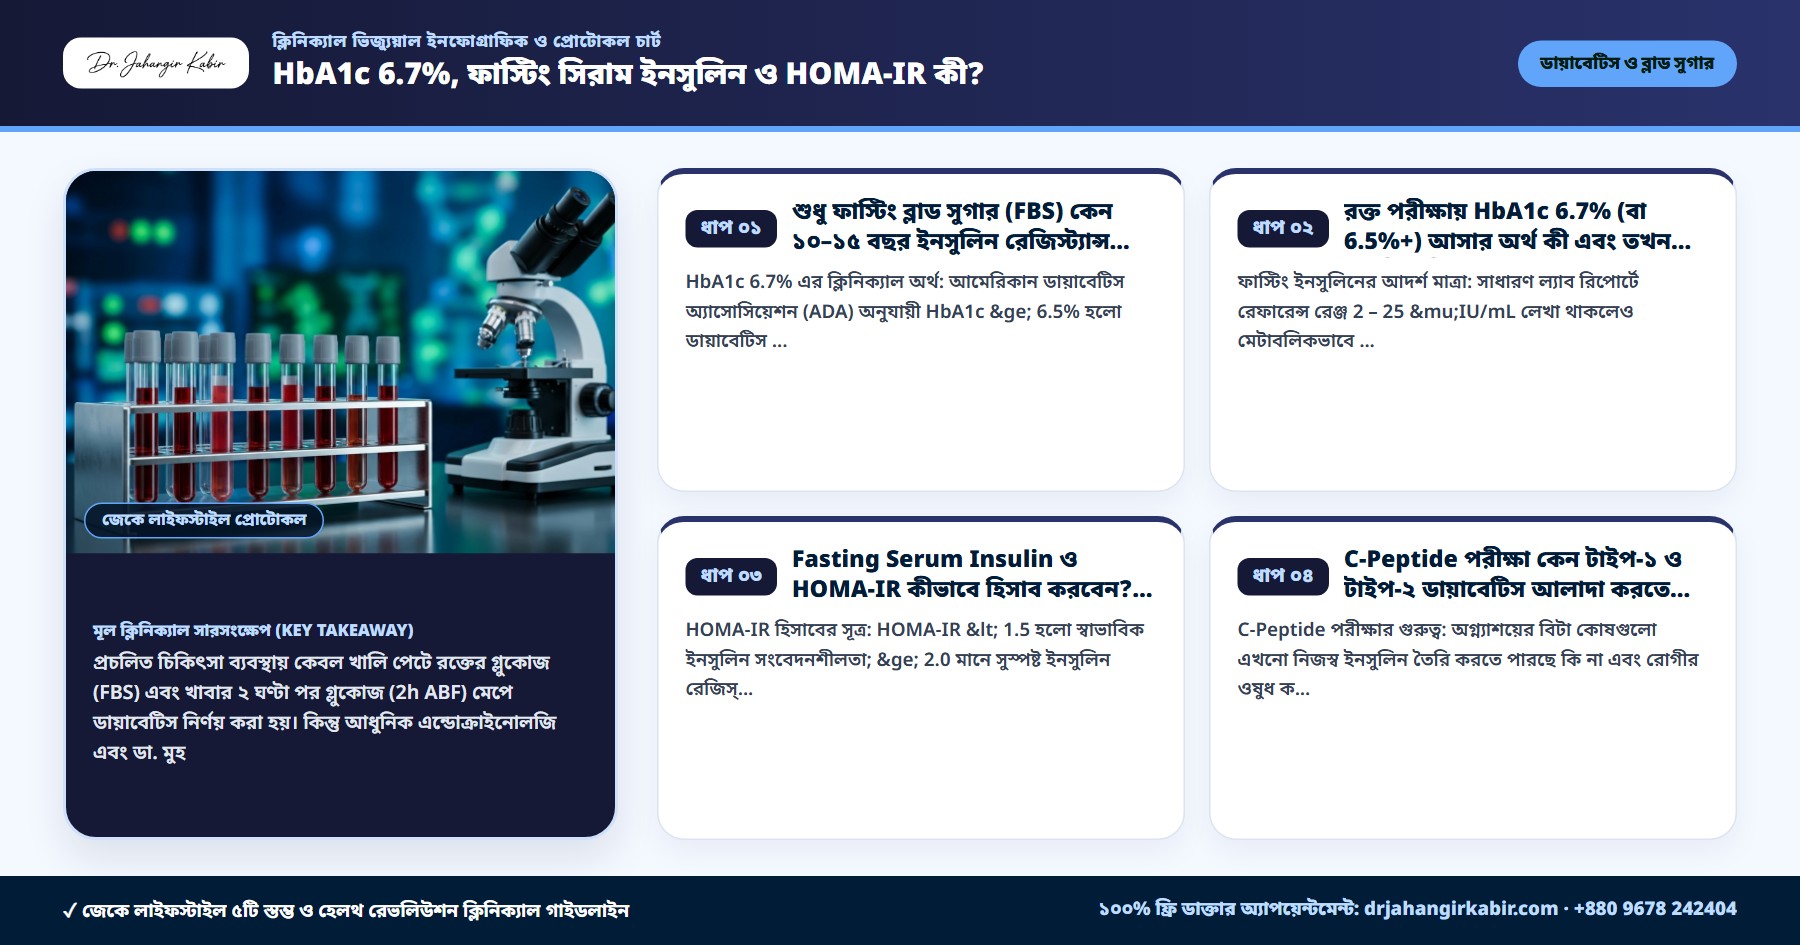 Dr. Jahangir Kabir
ক্লিনিক্যাল ভিজ্যুয়াল ইনফোগ্রাফিক ও প্রোটোকল চার্ট
HbA1c 6.7%, ফাস্টিং সিরাম ইনসুলিন ও HOMA-IR কী?
ডায়াবেটিস ও ব্লাড সুগার
জেকে লাইফস্টাইল প্রোটোকল
মূল ক্লিনিক্যাল সারসংক্ষেপ (KEY TAKEAWAY)
প্রচলিত চিকিৎসা ব্যবস্থায় কেবল খালি পেটে রক্তের গ্লুকোজ
(FBS) এবং খাবার ২ ঘণ্টা পর গ্লুকোজ (2h ABF) মেপে
ডায়াবেটিস নির্ণয় করা হয়। কিন্তু আধুনিক এন্ডোক্রাইনোলজি
এবং ডা. মুহ
ধাপ ০১
শুধু ফাস্টিং ব্লাড সুগার (FBS) কেন
১০–১৫ বছর ইনসুলিন রেজিস্ট্যান্স...
HbA1c 6.7% এর ক্লিনিক্যাল অর্থ: আমেরিকান ডায়াবেটিস
অ্যাসোসিয়েশন (ADA) অনুযায়ী HbA1c &ge; 6.5% হলো
ডায়াবেটিস ...
ধাপ ০২
রক্ত পরীক্ষায় HbA1c 6.7% (বা
6.5%+) আসার অর্থ কী এবং তখন...
ফাস্টিং ইনসুলিনের আদর্শ মাত্রা: সাধারণ ল্যাব রিপোর্টে
রেফারেন্স রেঞ্জ 2 – 25 &mu;IU/mL লেখা থাকলেও
মেটাবলিকভাবে ...
ধাপ ০৩
Fasting Serum Insulin ও
HOMA-IR কীভাবে হিসাব করবেন?...
HOMA-IR হিসাবের সূত্র: HOMA-IR &lt; 1.5 হলো স্বাভাবিক
ইনসুলিন সংবেদনশীলতা; &ge; 2.0 মানে সুস্পষ্ট ইনসুলিন
রেজিস্...
ধাপ ০৪
C-Peptide পরীক্ষা কেন টাইপ-১ ও
টাইপ-২ ডায়াবেটিস আলাদা করতে...
C-Peptide পরীক্ষার গুরুত্ব: অগ্ন্যাশয়ের বিটা কোষগুলো
এখনো নিজস্ব ইনসুলিন তৈরি করতে পারছে কি না এবং রোগীর
ওষুধ ক...
✓ জেকে লাইফস্টাইল ৫টি স্তম্ভ ও হেলথ রেভলিউশন ক্লিনিক্যাল গাইডলাইন
১০০% ফ্রি ডাক্তার অ্যাপয়েন্টমেন্ট: drjahangirkabir.com · +880 9678 242404